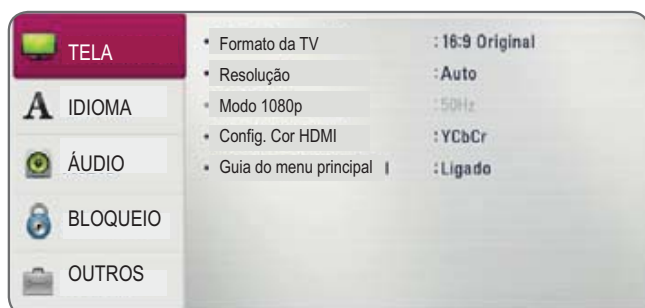 TELA
IDIOMA
ÁUDIO
BLOQUEIO
OUTROS
• Formato da TV : 16:9 Original
• Resolução : Auto
• Modo 1080p : 50Hz
• Config. Cor HDMI : YCbCr
• Guia do menu principal : Ligado